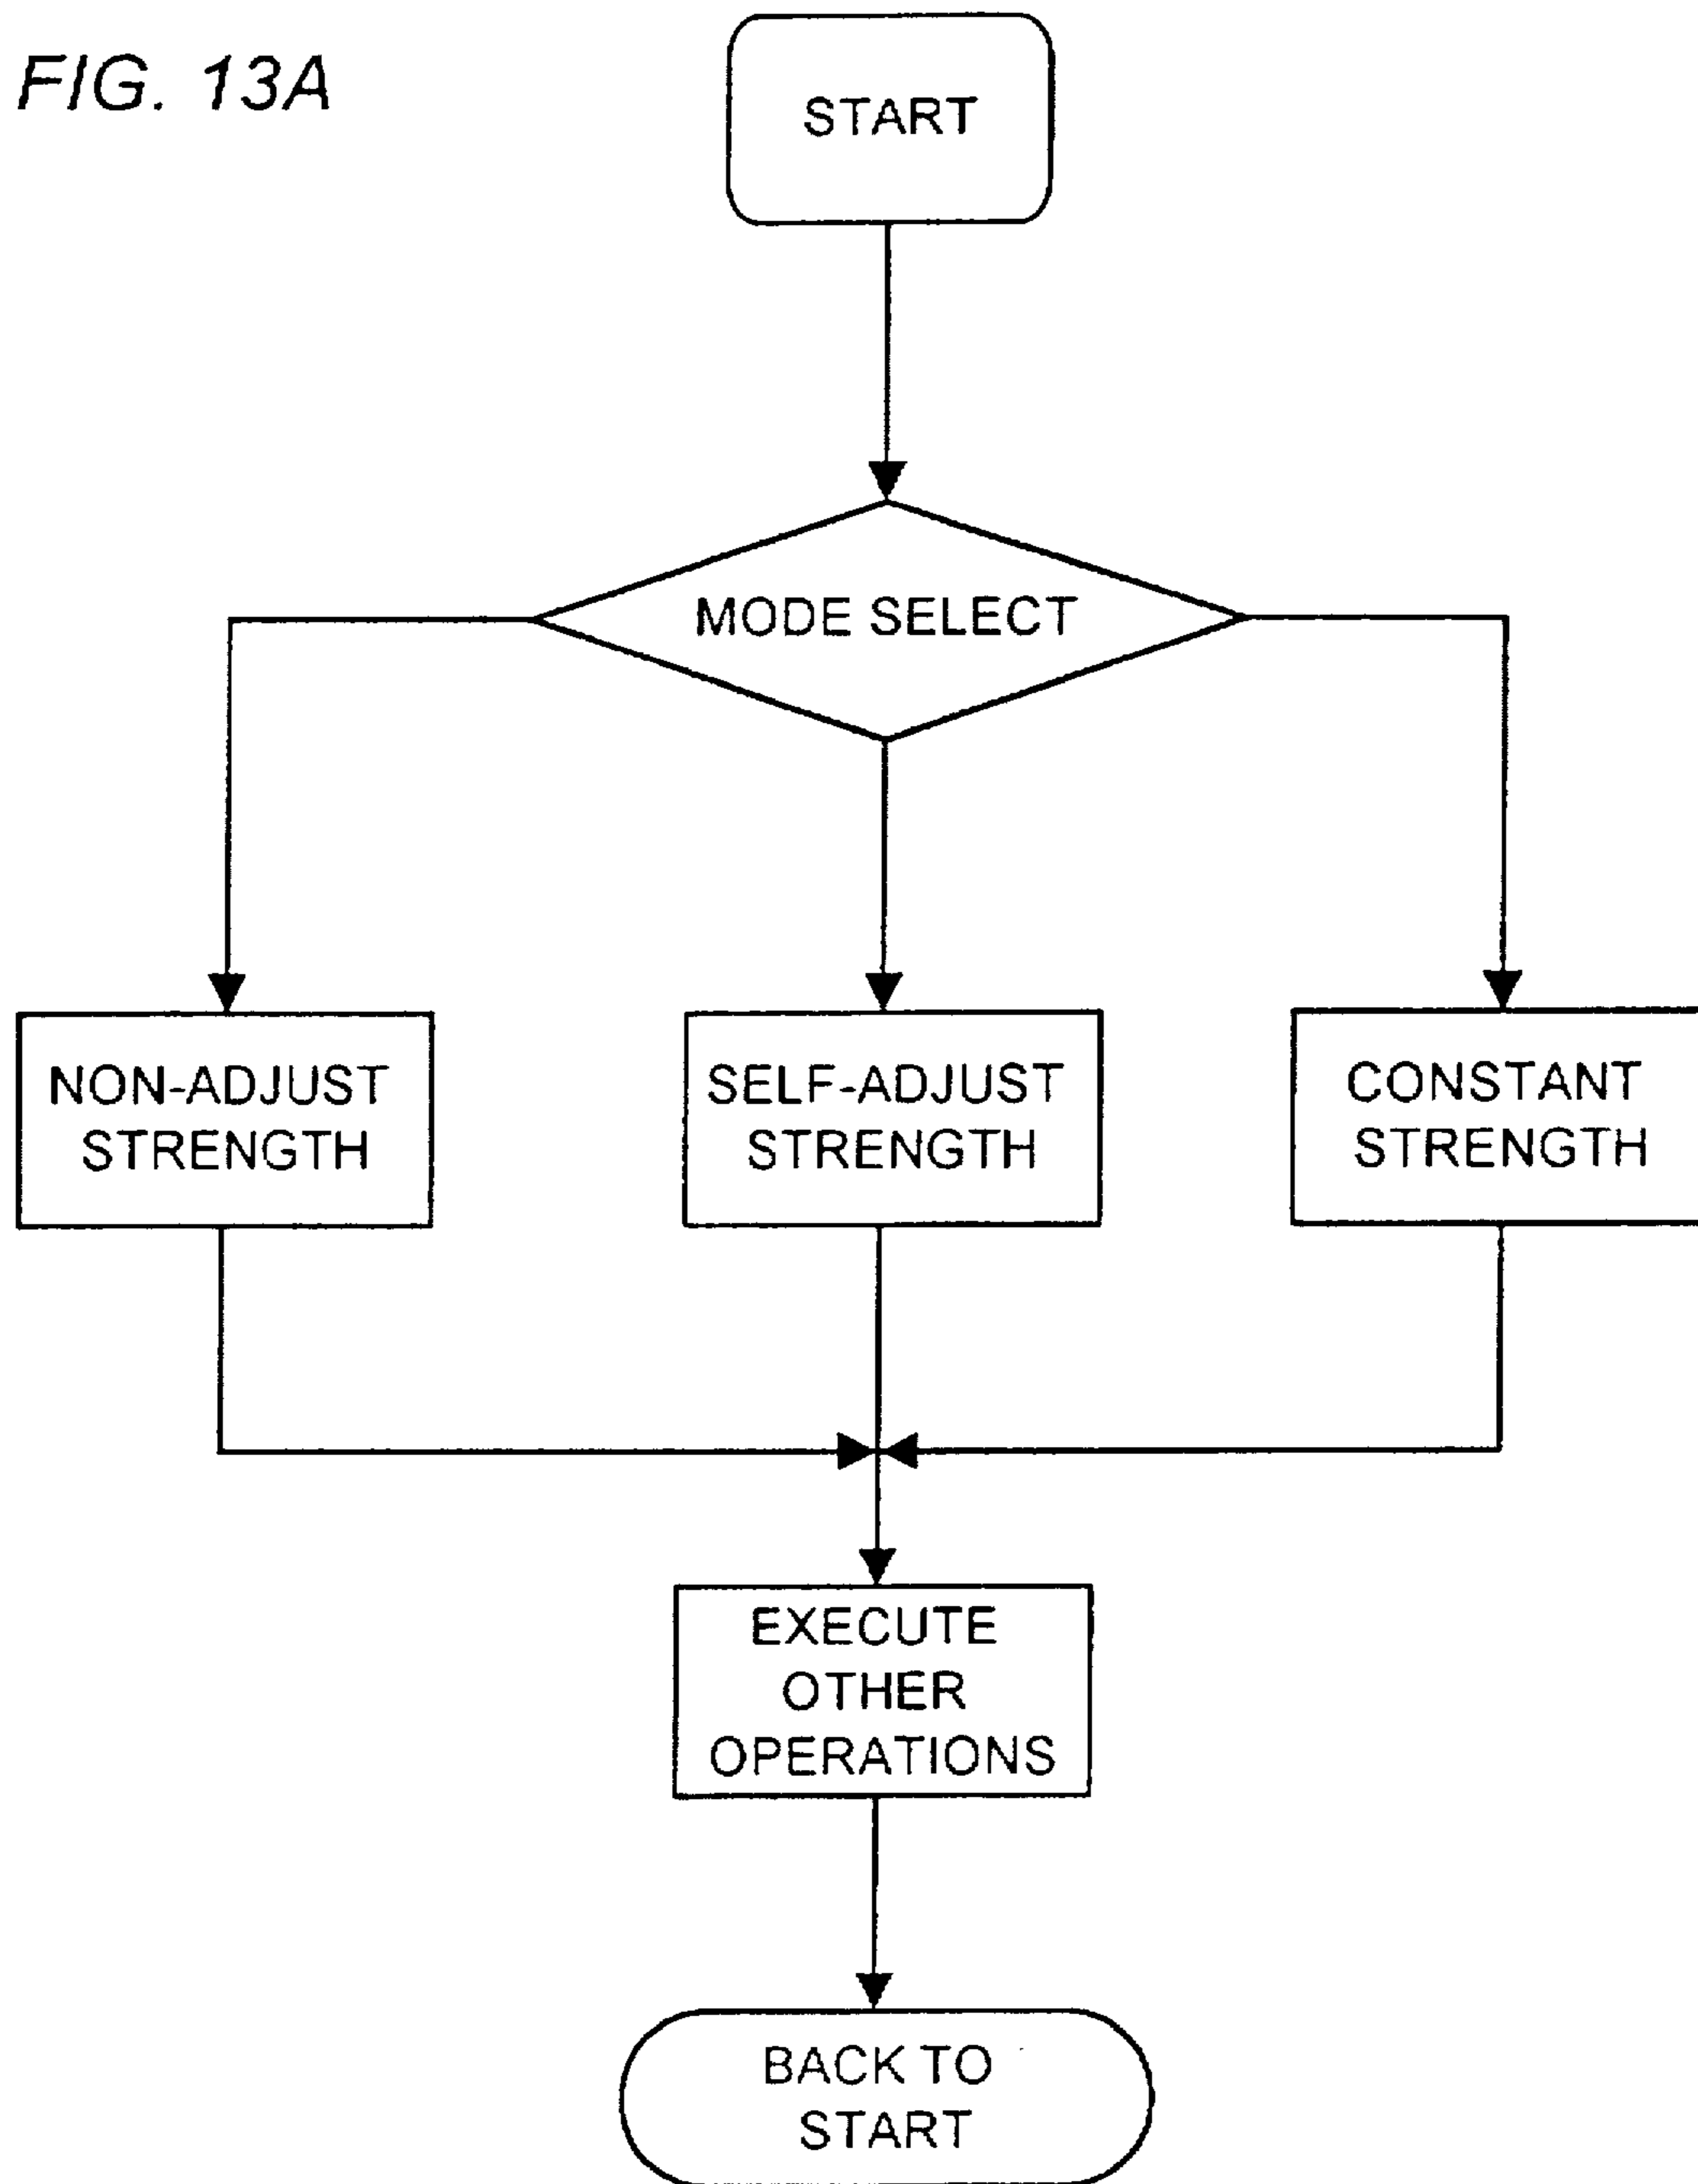 FIG. 13A
START
MODE SELECT
NON-ADJUST
STRENGTH
SELF-ADJUST
STRENGTH
CONSTANT
STRENGTH
EXECUTE
OTHER
OPERATIONS
BACK TO
START